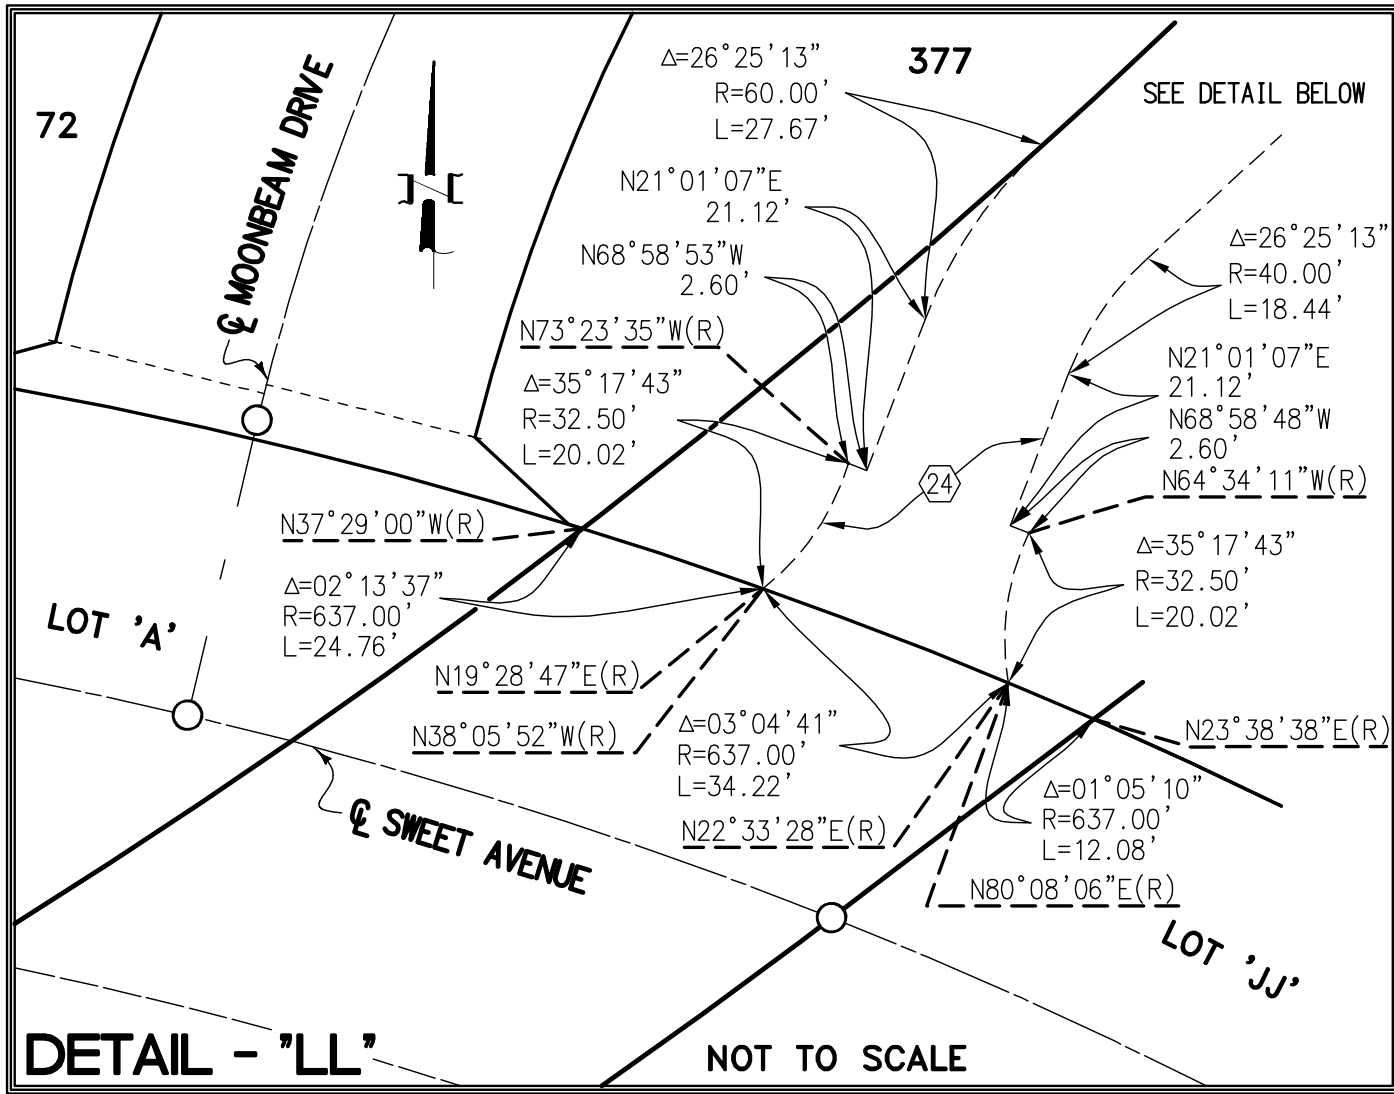 72
℄ MOONBEAM DRIVE
377
SEE DETAIL BELOW
Δ=26°25'13"
R=60.00'
L=27.67'
N21°01'07"E
21.12'
N68°58'53"W
2.60'
N73°23'35"W(R)
Δ=35°17'43"
R=32.50'
L=20.02'
N37°29'00"W(R)
Δ=02°13'37"
R=637.00'
L=24.76'
Δ=26°25'13"
R=40.00'
L=18.44'
N21°01'07"E
21.12'
N68°58'48"W
2.60'
N64°34'11"W(R)
24
Δ=35°17'43"
R=32.50'
L=20.02'
LOT 'A'
N19°28'47"E(R)
N38°05'52"W(R)
Δ=03°04'41"
R=637.00'
L=34.22'
N22°33'28"E(R)
N23°38'38"E(R)
Δ=01°05'10"
R=637.00'
L=12.08'
N80°08'06"E(R)
℄ SWEET AVENUE
LOT 'JJ'
DETAIL - "LL"
NOT TO SCALE